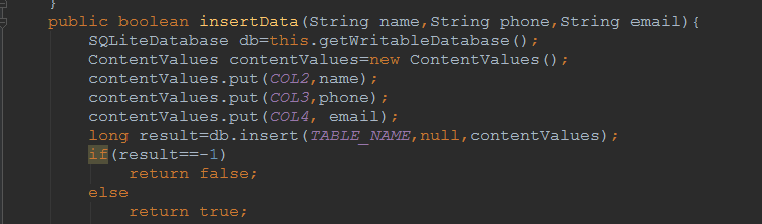 }
public boolean insertData(String name,String phone,String email){
SQLiteDatabase db=this.getWritableDatabase();
ContentValues contentValues=new ContentValues();
contentValues.put(COL2,name);
contentValues.put(COL3,phone);
contentValues.put(COL4, email);
long result=db.insert(TABLE_NAME,null,contentValues);
if(result==-1)
return false;
else
return true;